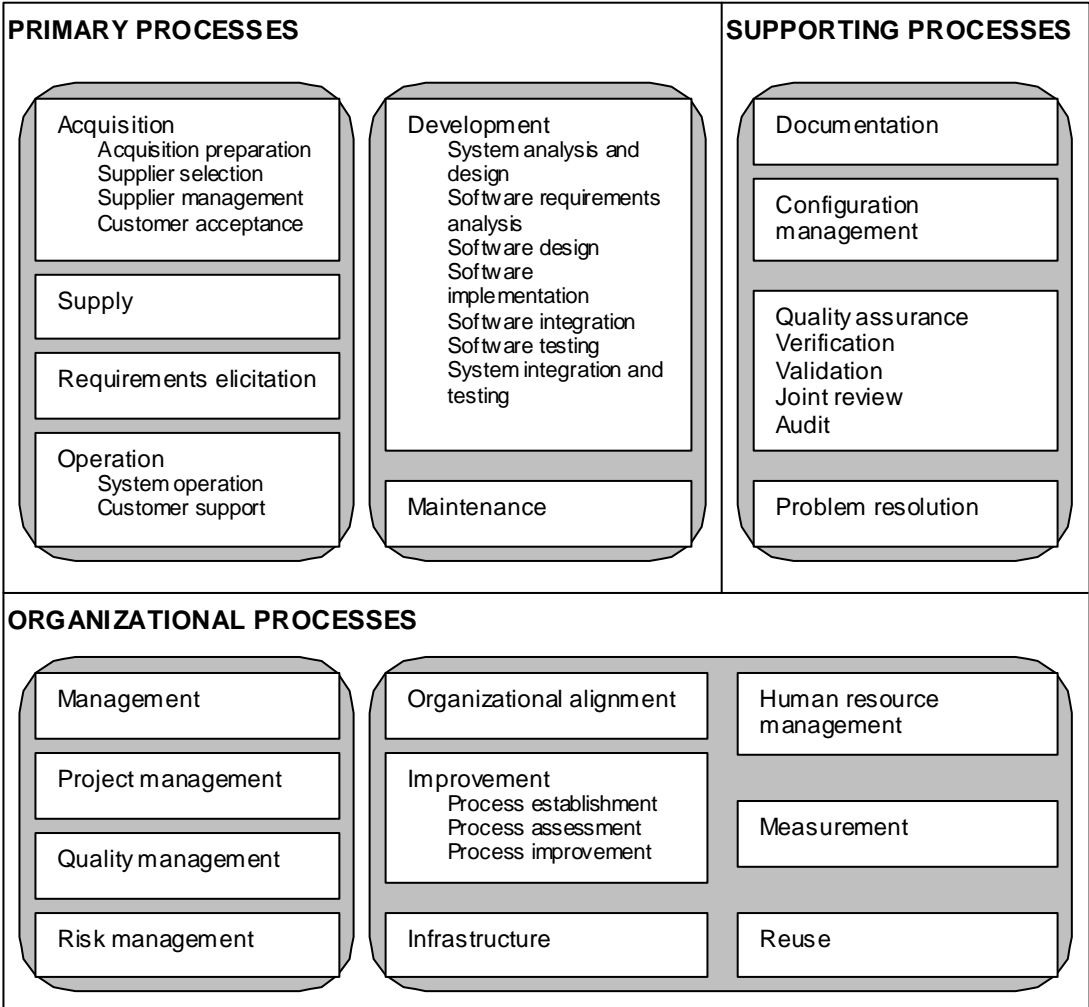 PRIMARY PROCESSES
Acquisition
Acquisition preparation
Supplier selection
Supplier management
Customer acceptance
Supply
Requirements elicitation
Operation
System operation
Customer support
Development
System analysis and
design
Software requirements
analysis
Software design
Software
implementation
Software integration
Software testing
System integration and
testing
Maintenance
SUPPORTING PROCESSES
Documentation
Configuration
management
Quality assurance
Verification
Validation
Joint review
Audit
Problem resolution
ORGANIZATIONAL PROCESSES
Management
Project management
Quality management
Risk management
Organizational alignment
Improvement
Process establishment
Process assessment
Process improvement
Infrastructure
Human resource
management
Measurement
Reuse